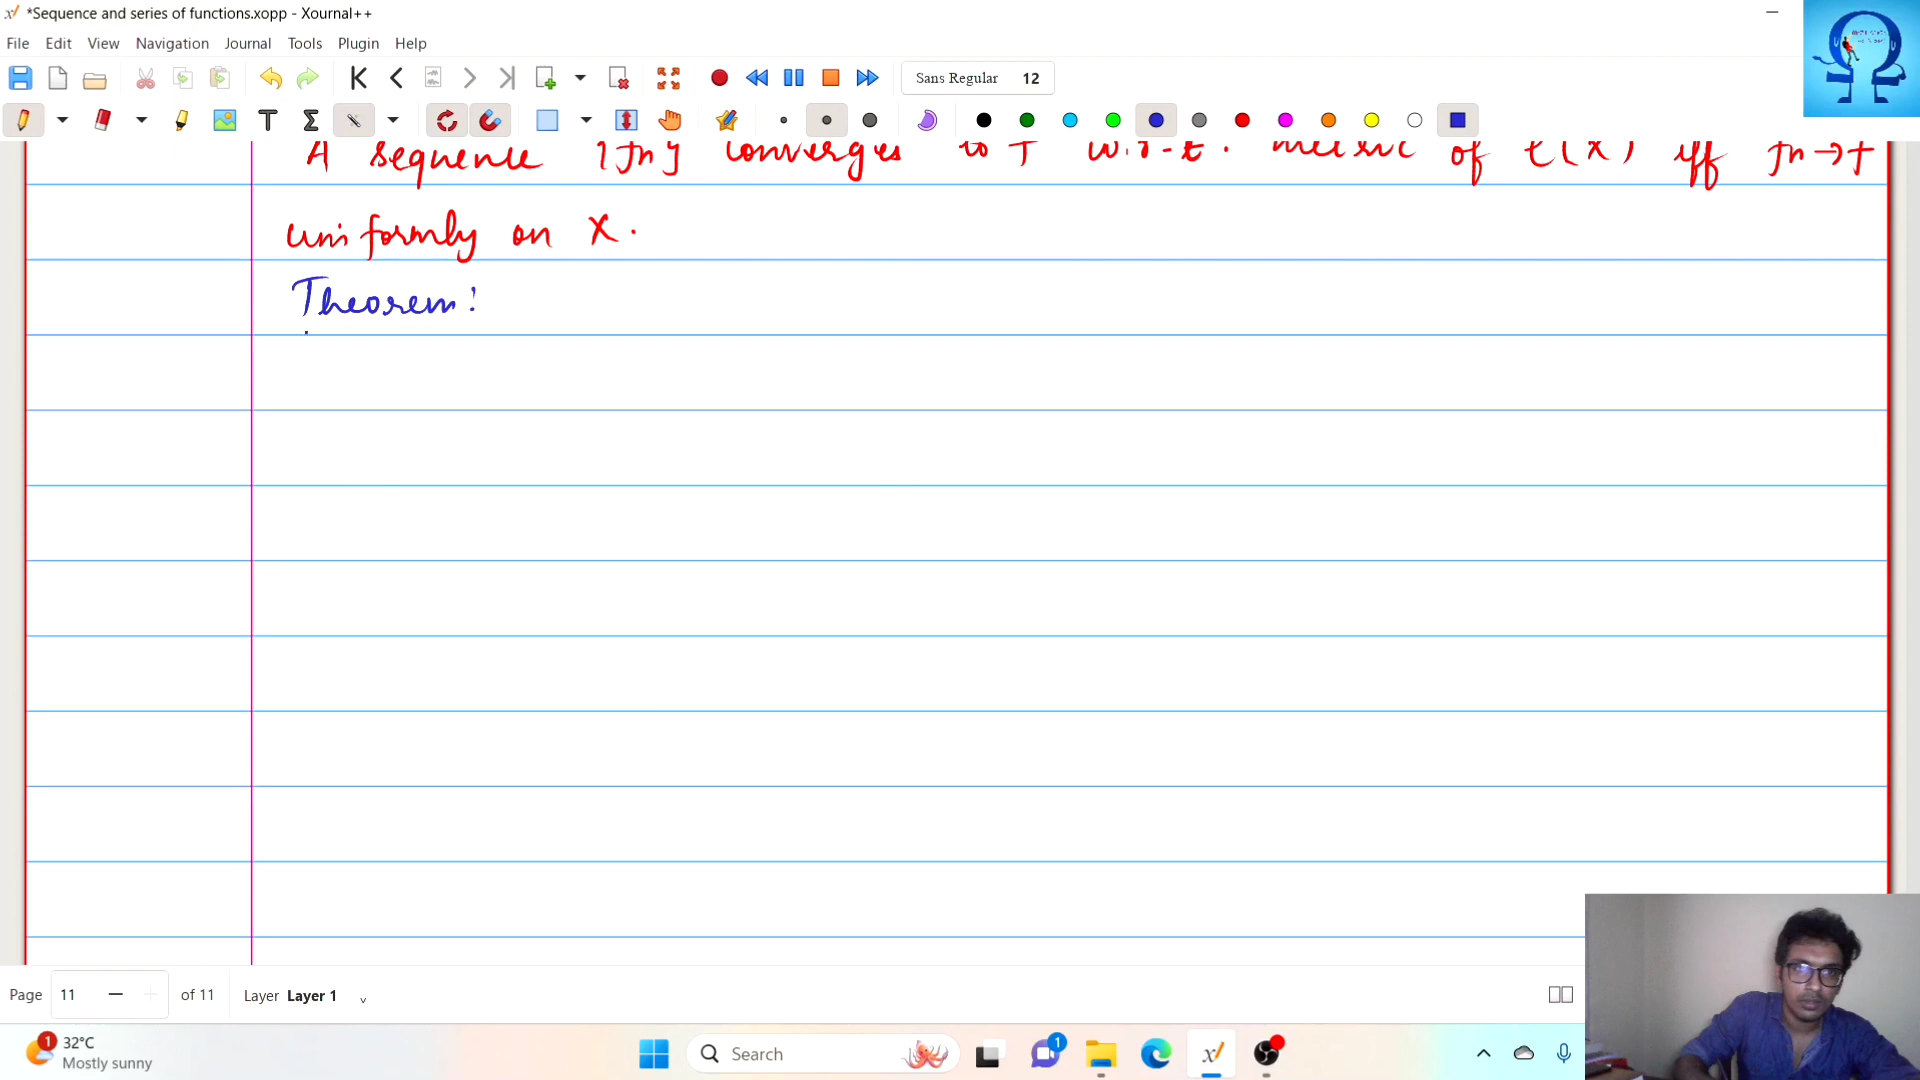 *Sequence and series of functions.xopp - Xournal++
File Edit View Navigation Journal Tools Plugin Help
Sans Regular 12
A sequence {fn} converges to f w.r.t. metric of C(X) iff fn→f
uniformly on X.
Theorem:
Page 11 of 11 Layer Layer 1
1 32°C
Mostly sunny
Search
1